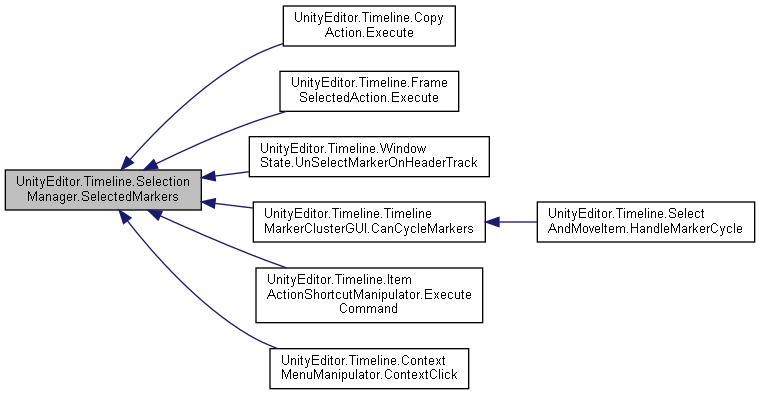 UnityEditor.Timeline.Copy
Action.Execute
UnityEditor.Timeline.Frame
SelectedAction.Execute
UnityEditor.Timeline.Window
State.UnSelectMarkerOnHeaderTrack
UnityEditor.Timeline.Selection
Manager.SelectedMarkers
UnityEditor.Timeline.Timeline
MarkerClusterGUI.CanCycleMarkers
UnityEditor.Timeline.Select
AndMoveItem.HandleMarkerCycle
UnityEditor.Timeline.Item
ActionShortcutManipulator.Execute
Command
UnityEditor.Timeline.Context
MenuManipulator.ContextClick